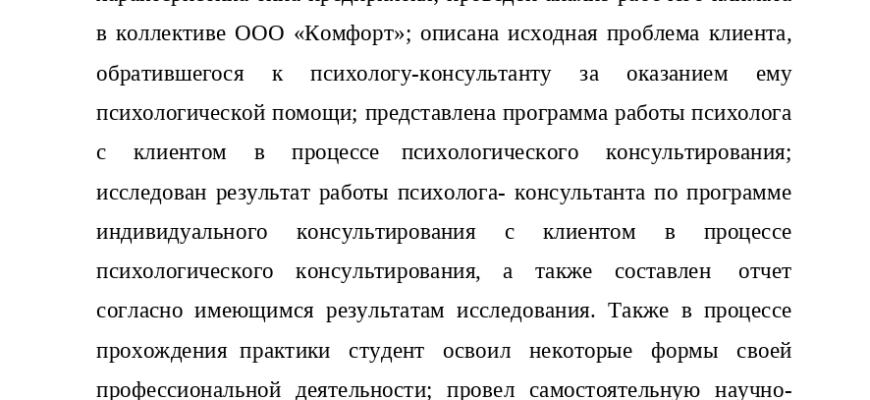 в коллективе ООО «Комфорт»; описана исходная проблема клиента,
обратившегося к психологу-консультанту за оказанием ему
психологической помощи; представлена программа работы психолога
с клиентом в процессе психологического консультирования;
исследован результат работы психолога- консультанта по программе
индивидуального консультирования с клиентом в процессе
психологического консультирования, а также составлен отчет
согласно имеющимся результатам исследования. Также в процессе
прохождения практики студент освоил некоторые формы своей
профессиональной деятельности; провел самостоятельную научно-